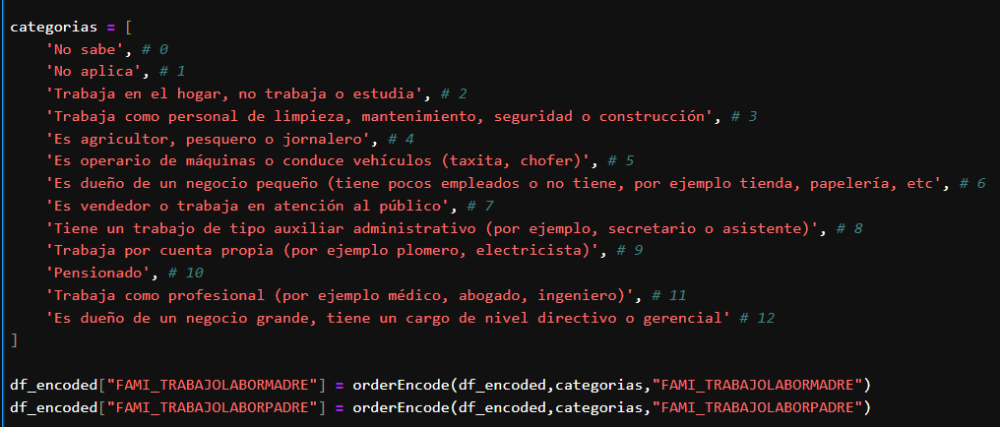 categorias = [
'No sabe', # 0
'No aplica', # 1
'Trabaja en el hogar, no trabaja o estudia', # 2
'Trabaja como personal de limpieza, mantenimiento, seguridad o construcción', # 3
'Es agricultor, pesquero o jornalero', # 4
'Es operario de máquinas o conduce vehículos (taxita, chofer)', # 5
'Es dueño de un negocio pequeño (tiene pocos empleados o no tiene, por ejemplo tienda, papelería, etc', # 6
'Es vendedor o trabaja en atención al público', # 7
'Tiene un trabajo de tipo auxiliar administrativo (por ejemplo, secretario o asistente)', # 8
'Trabaja por cuenta propia (por ejemplo plomero, electricista)', # 9
'Pensionado', # 10
'Trabaja como profesional (por ejemplo médico, abogado, ingeniero)', # 11
'Es dueño de un negocio grande, tiene un cargo de nivel directivo o gerencial' # 12
]
df_encoded["FAMI_TRABAJOLABORMADRE"] = orderEncode(df_encoded,categorias,"FAMI_TRABAJOLABORMADRE")
df_encoded["FAMI_TRABAJOLABORPADRE"] = orderEncode(df_encoded,categorias,"FAMI_TRABAJOLABORPADRE")